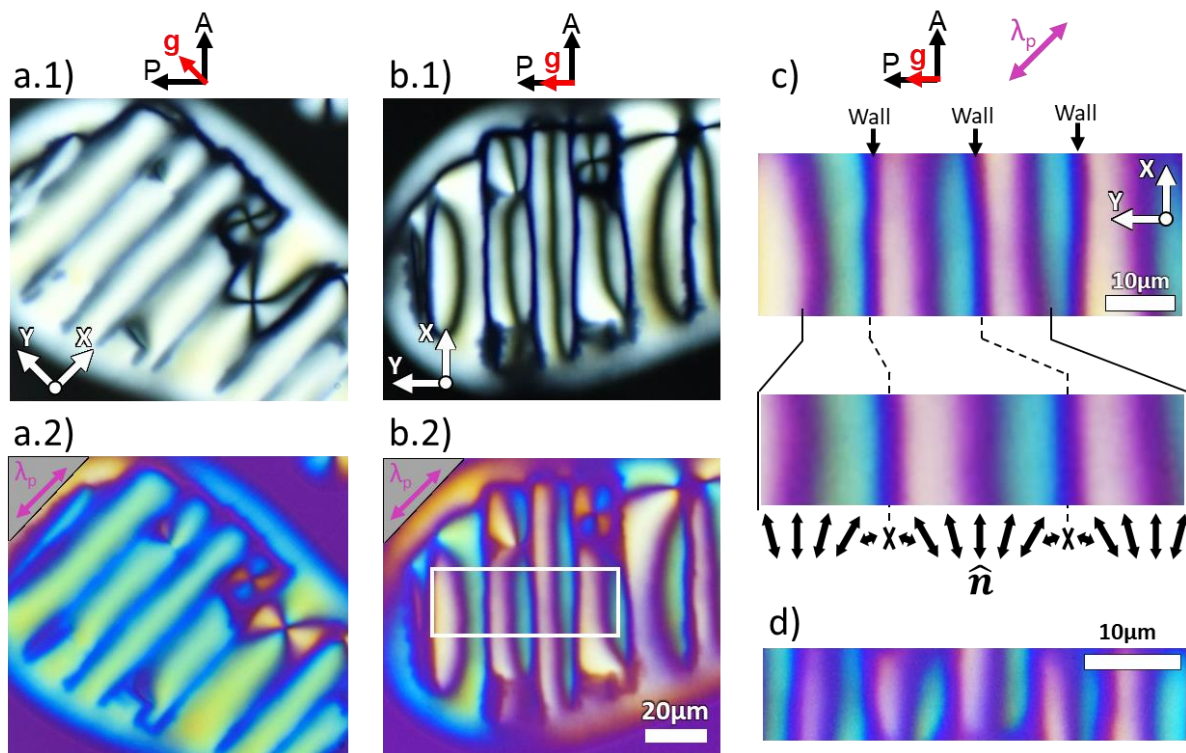 a.1)
A
g
P
Y
X
a.2)
λp
b.1)
A
P
g
X
Y
b.2)
λp
20μm
c)
A
P
g
λp
Wall
Wall
Wall
X
Y
10μm
n̂
d)
10μm